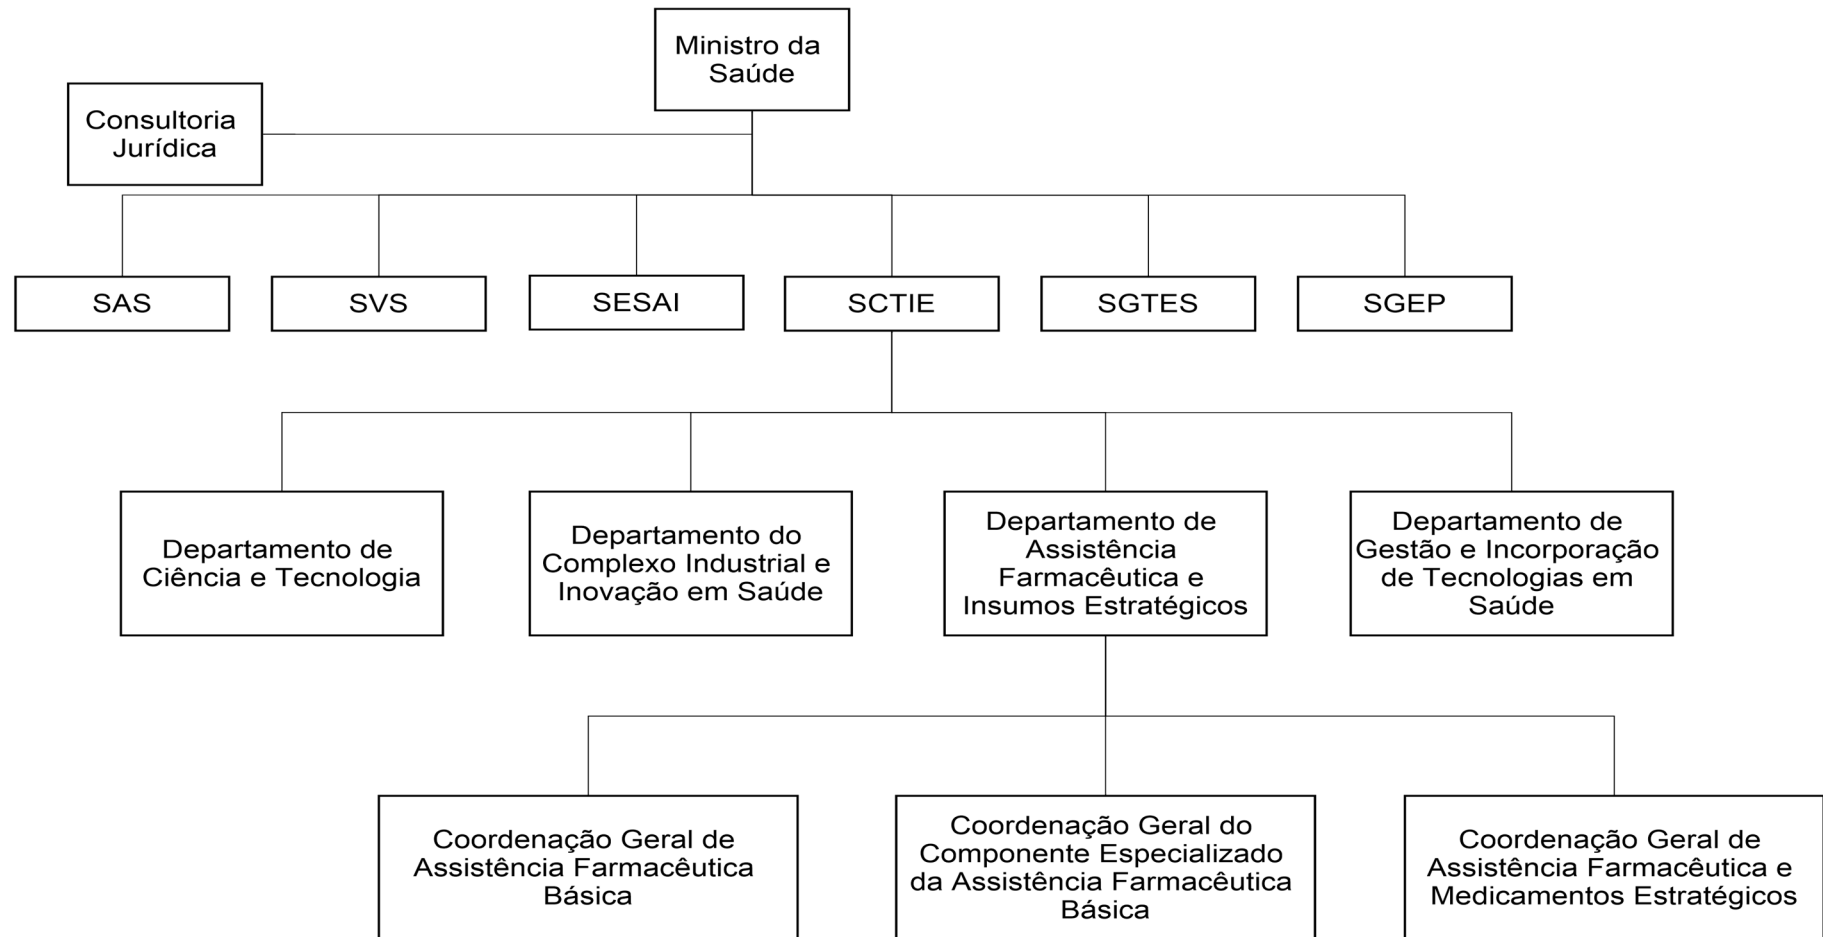 Ministro da
Saúde
Consultoria
Jurídica
SAS
SVS
SESAI
SCTIE
SGTES
SGEP
Departamento de
Ciência e Tecnologia
Departamento do
Complexo Industrial e
Inovação em Saúde
Departamento de
Assistência
Farmacêutica e
Insumos Estratégicos
Departamento de
Gestão e Incorporação
de Tecnologias em
Saúde
Coordenação Geral de
Assistência Farmacêutica
Básica
Coordenação Geral do
Componente Especializado
da Assistência Farmacêutica
Básica
Coordenação Geral de
Assistência Farmacêutica e
Medicamentos Estratégicos